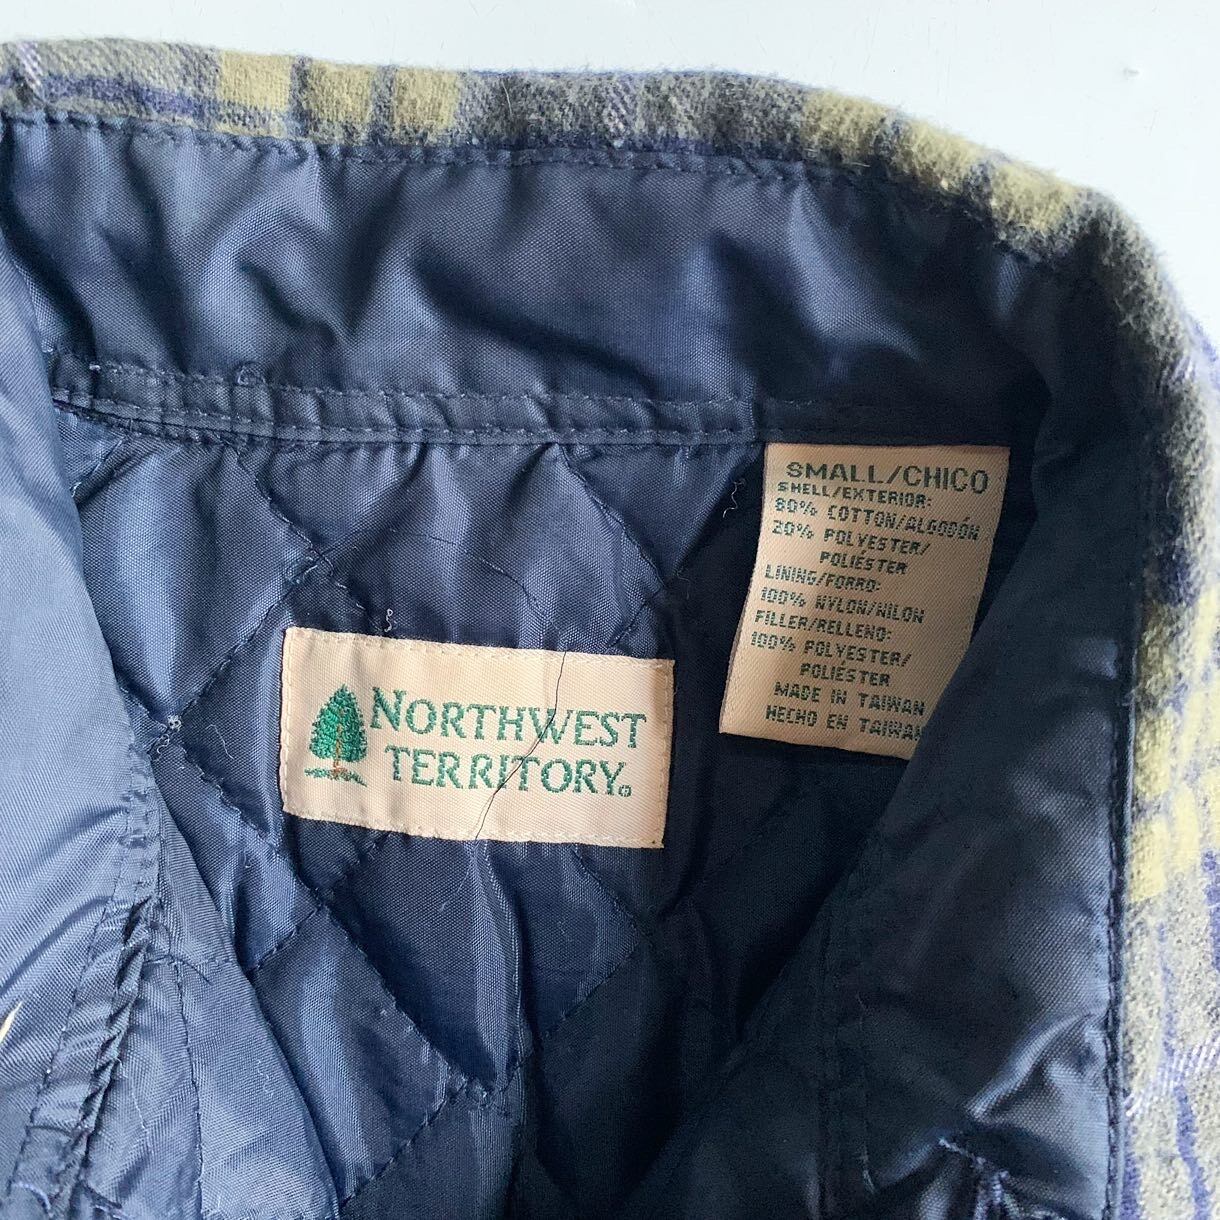 NORTHWEST
TERRITORY®
SMALL/CHICO
SHELL/EXTERIOR:
80% COTTON/ALGODÓN
20% POLYESTER/
POLIÉSTER
LINING/FORRO:
100% NYLON/NILON
FILLER/RELLENO:
100% POLYESTER/
POLIÉSTER
MADE IN TAIWAN
HECHO EN TAIWAN